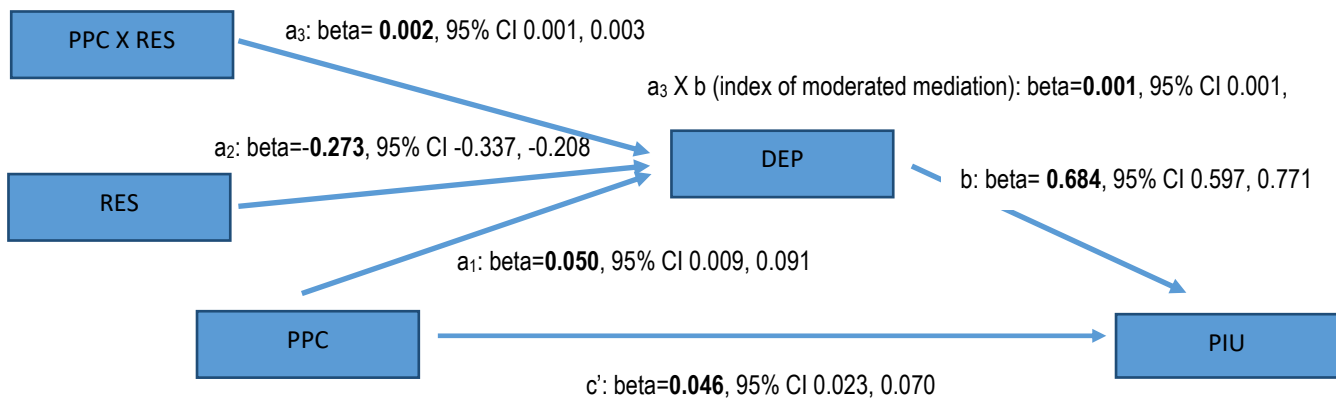 a₃: beta= 0.002, 95% CI 0.001, 0.003
PPC X RES
a₃ X b (index of moderated mediation): beta=0.001, 95% CI 0.001,
a₂: beta=-0.273, 95% CI -0.337, -0.208
DEP
b: beta= 0.684, 95% CI 0.597, 0.771
RES
a₁: beta=0.050, 95% CI 0.009, 0.091
PPC
PIU
c’: beta=0.046, 95% CI 0.023, 0.070